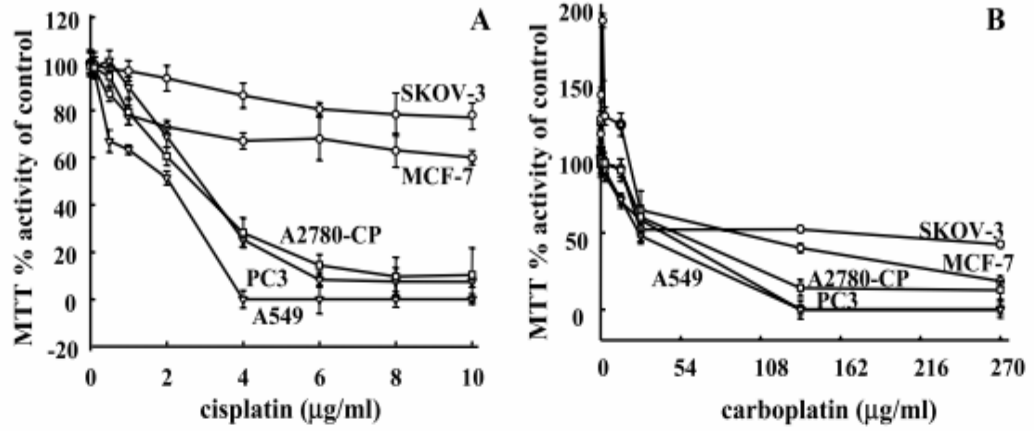 A
MTT % activity of control
120
100
80
60
40
20
0
-20
SKOV-3
MCF-7
A2780-CP
PC3
A549
0 2 4 6 8 10
cisplatin (μg/ml)
B
MTT % activity of control
200
150
100
50
0
SKOV-3
MCF-7
A2780-CP
PC3
A549
0 54 108 162 216 270
carboplatin (μg/ml)